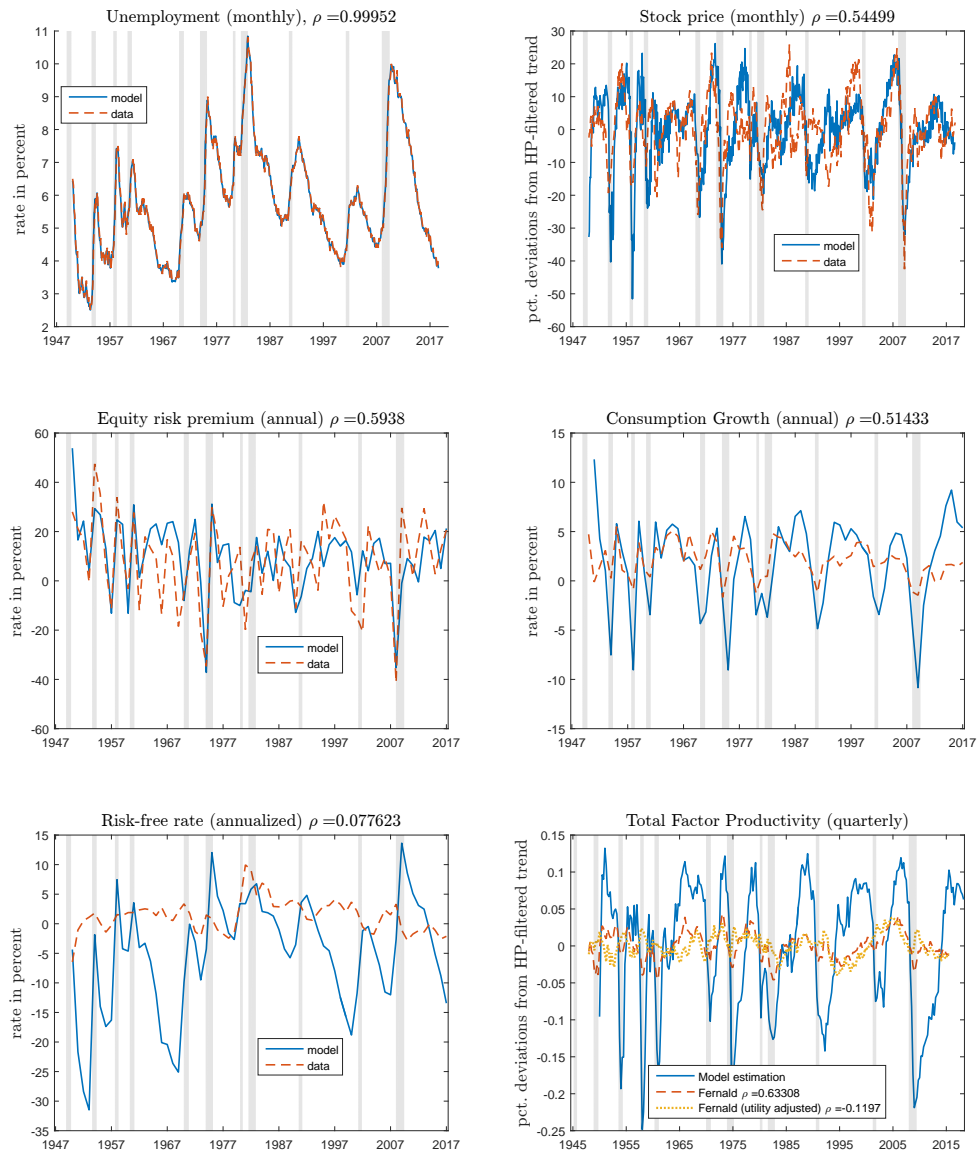 Unemployment (monthly), ρ=0.99952
rate in percent
11
10
9
8
7
6
5
4
3
2
model
data
1947 1957 1967 1977 1987 1997 2007 2019
Stock price (monthly) ρ=0.54499
pct. deviations from HP-filtered trend
30
20
10
0
-10
-20
-30
-40
-50
-60
model
data
1947 1957 1967 1977 1987 1997 2007 2019
Equity risk premium (annual) ρ=0.5938
rate in percent
60
40
20
0
-20
-40
-60
model
data
1947 1957 1967 1977 1987 1997 2007 2017
Consumption Growth (annual) ρ=0.51433
rate in percent
15
10
5
0
-5
-10
-15
model
data
1947 1957 1967 1977 1987 1997 2007 2017
Risk-free rate (annualized) ρ=0.077623
rate in percent
15
10
5
0
-5
-10
-15
-20
-25
-30
-35
model
data
1947 1957 1967 1977 1987 1997 2007 2017
Total Factor Productivity (quarterly)
pct. deviations from HP-filtered trend
0.15
0.1
0.05
0
-0.05
-0.1
-0.15
-0.2
-0.25
Model estimation
Fernald ρ=0.63308
Fernald (utility adjusted) ρ=-0.1197
1945 1955 1965 1975 1985 1995 2005 2015